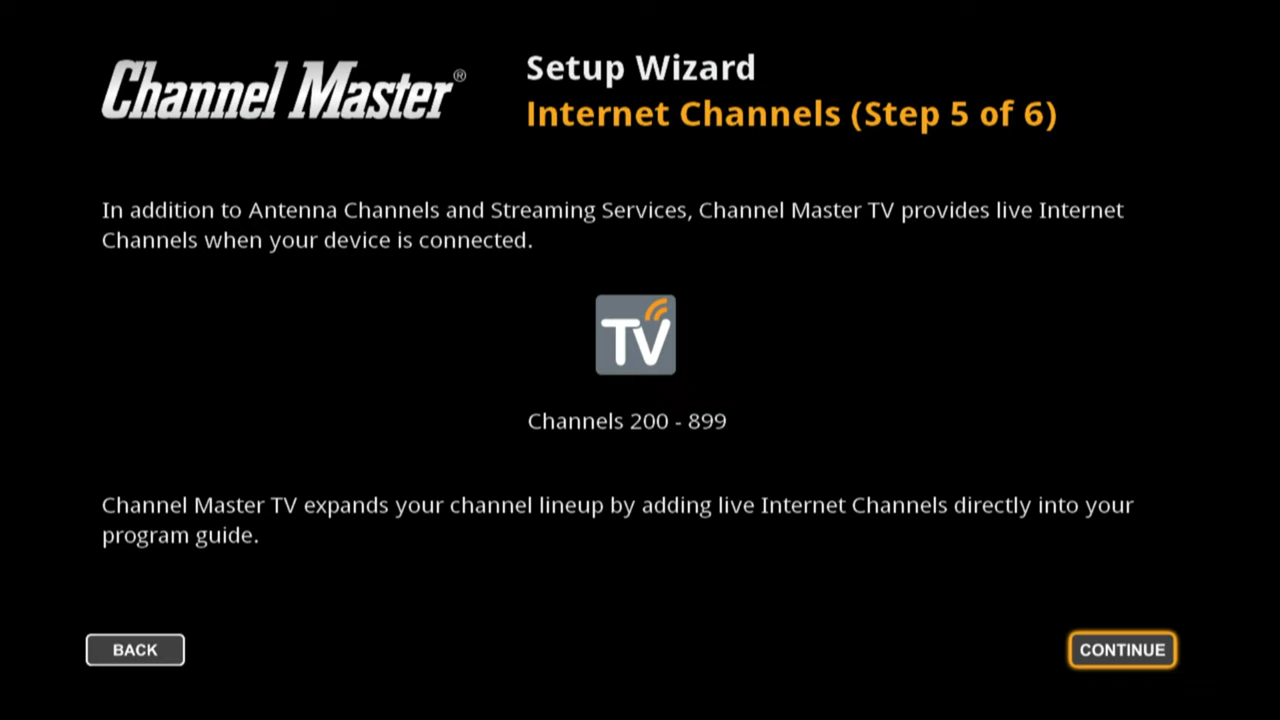 Channel Master®
Setup Wizard
Internet Channels (Step 5 of 6)
In addition to Antenna Channels and Streaming Services, Channel Master TV provides live Internet
Channels when your device is connected.
TV
Channels 200 - 899
Channel Master TV expands your channel lineup by adding live Internet Channels directly into your
program guide.
BACK
CONTINUE